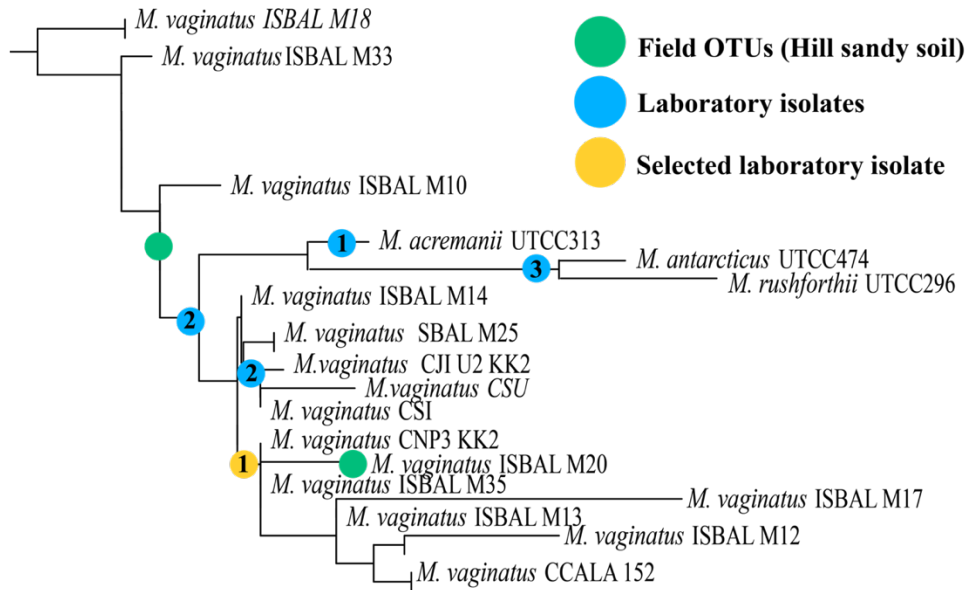 M. vaginatus ISBAL M18
M. vaginatus ISBAL M33
Field OTUs (Hill sandy soil)
Laboratory isolates
Selected laboratory isolate
M. vaginatus ISBAL M10
1
M. acremanii UTCC313
3
M. antarcticus UTCC474
M. rushforthii UTCC296
M. vaginatus ISBAL M14
2
M. vaginatus SBAL M25
M.vaginatus CJI U2 KK2
2
M.vaginatus CSU
M. vaginatus CSI
M. vaginatus CNP3 KK2
1
M. vaginatus ISBAL M20
M. vaginatus ISBAL M35
M. vaginatus ISBAL M17
M. vaginatus ISBAL M13
M. vaginatus ISBAL M12
M. vaginatus CCALA 152